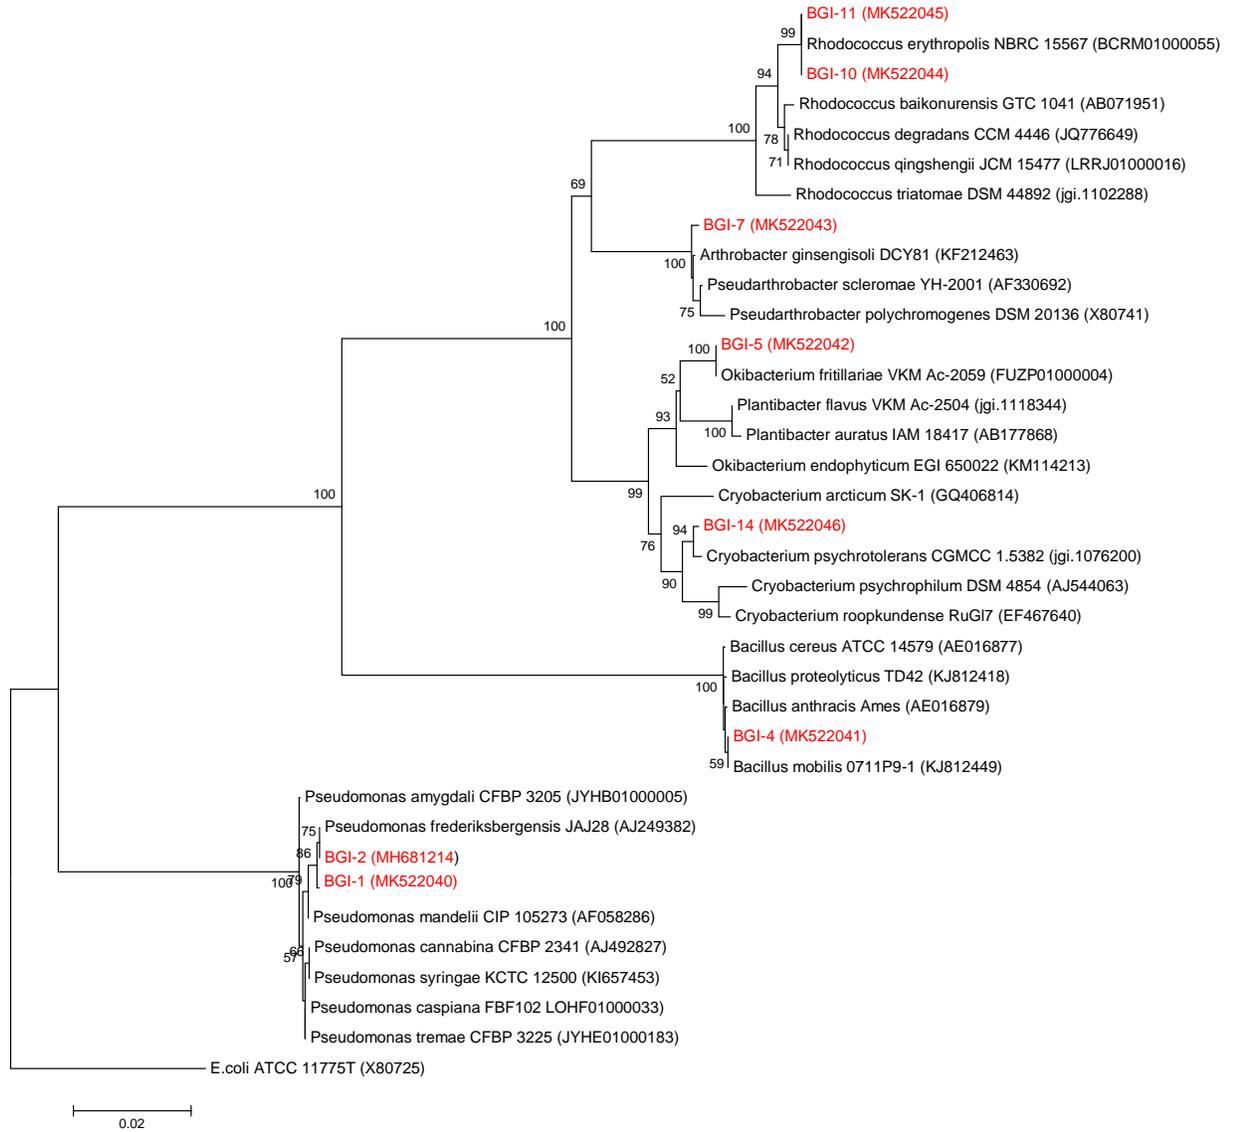 BGI-11 (MK522045)
99
Rhodococcus erythropolis NBRC 15567 (BCRM01000055)
94
BGI-10 (MK522044)
Rhodococcus baikonurensis GTC 1041 (AB071951)
100
78
Rhodococcus degradans CCM 4446 (JQ776649)
71
Rhodococcus qingshengii JCM 15477 (LRRJ01000016)
69
Rhodococcus triatomae DSM 44892 (jgi.1102288)
BGI-7 (MK522043)
Arthrobacter ginsengisoli DCY81 (KF212463)
100
Pseudarthrobacter scleromae YH-2001 (AF330692)
75
Pseudarthrobacter polychromogenes DSM 20136 (X80741)
100
BGI-5 (MK522042)
100
Okibacterium fritillariae VKM Ac-2059 (FUZP01000004)
52
Plantibacter flavus VKM Ac-2504 (jgi.1118344)
93
100
Plantibacter auratus IAM 18417 (AB177868)
Okibacterium endophyticum EGI 650022 (KM114213)
100
99
Cryobacterium arcticum SK-1 (GQ406814)
BGI-14 (MK522046)
94
76
Cryobacterium psychrotolerans CGMCC 1.5382 (jgi.1076200)
90
Cryobacterium psychrophilum DSM 4854 (AJ544063)
99
Cryobacterium roopkundense RuGl7 (EF467640)
Bacillus cereus ATCC 14579 (AE016877)
Bacillus proteolyticus TD42 (KJ812418)
100
Bacillus anthracis Ames (AE016879)
BGI-4 (MK522041)
59
Bacillus mobilis 0711P9-1 (KJ812449)
Pseudomonas amygdali CFBP 3205 (JYHB01000005)
75
Pseudomonas frederiksbergensis JAJ28 (AJ249382)
86
BGI-2 (MH681214)
100
79
BGI-1 (MK522040)
Pseudomonas mandelii CIP 105273 (AF058286)
Pseudomonas cannabina CFBP 2341 (AJ492827)
66
57
Pseudomonas syringae KCTC 12500 (KI657453)
Pseudomonas caspiana FBF102 LOHF01000033)
Pseudomonas tremae CFBP 3225 (JYHE01000183)
E.coli ATCC 11775T (X80725)
0.02